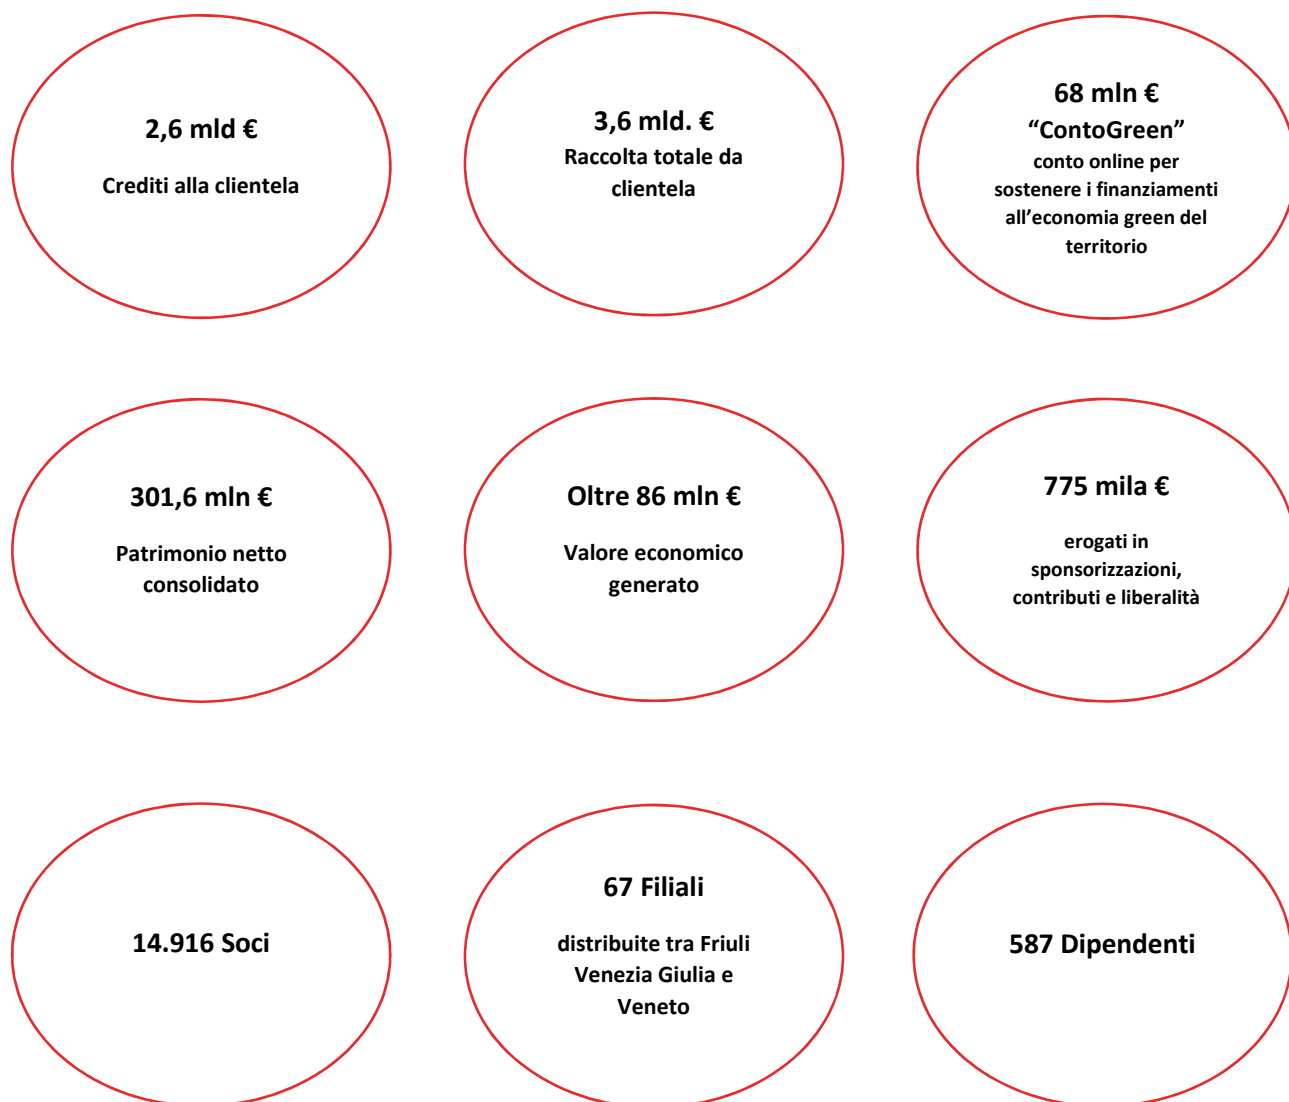 2,6 mld €
Crediti alla clientela
3,6 mld. €
Raccolta totale da
clientela
68 mln €
“ContoGreen”
conto online per
sostenere i finanziamenti
all’economia green del
territorio
301,6 mln €
Patrimonio netto
consolidato
Oltre 86 mln €
Valore economico
generato
775 mila €
erogati in
sponsorizzazioni,
contributi e liberalità
14.916 Soci
67 Filiali
distribuite tra Friuli
Venezia Giulia e
Veneto
587 Dipendenti